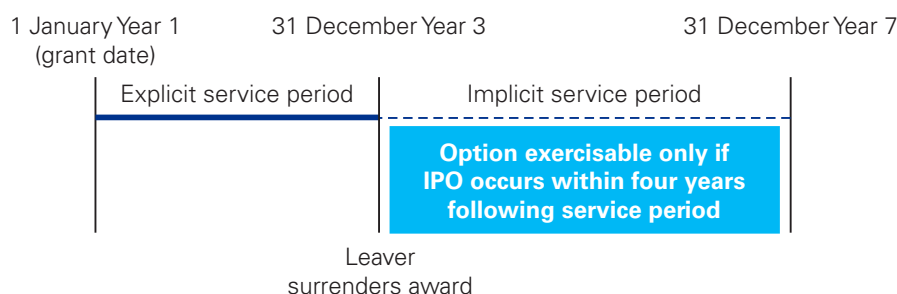 1 January Year 1
(grant date)
31 December Year 3
31 December Year 7
Explicit service period
Implicit service period
Option exercisable only if
IPO occurs within four years
following service period
Leaver
surrenders award